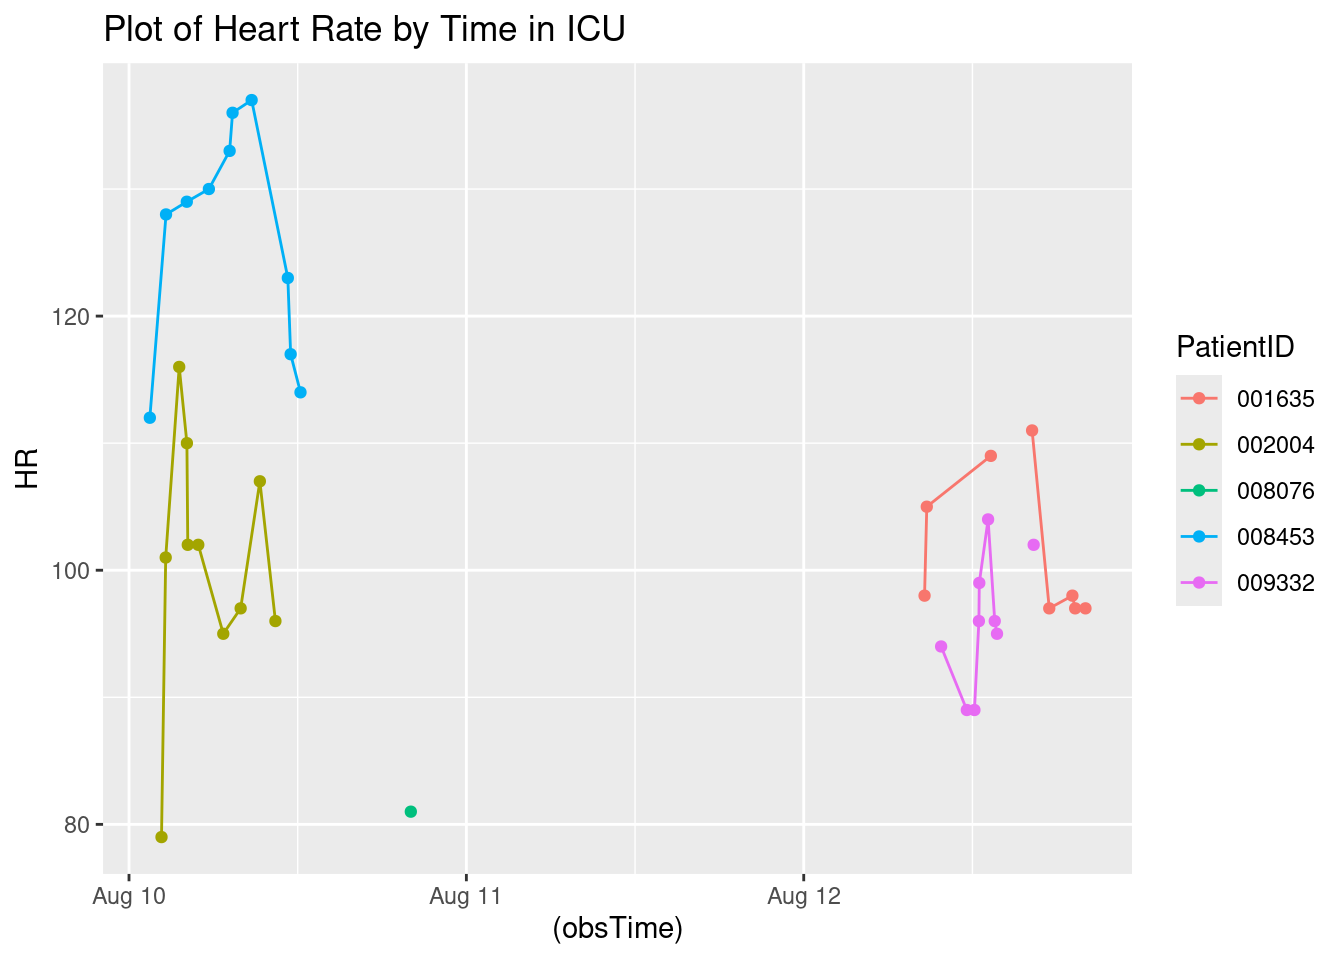 Plot of Heart Rate by Time in ICU
HR
120
100
80
Aug 10
Aug 11
Aug 12
(obsTime)
PatientID
001635
002004
008076
008453
009332